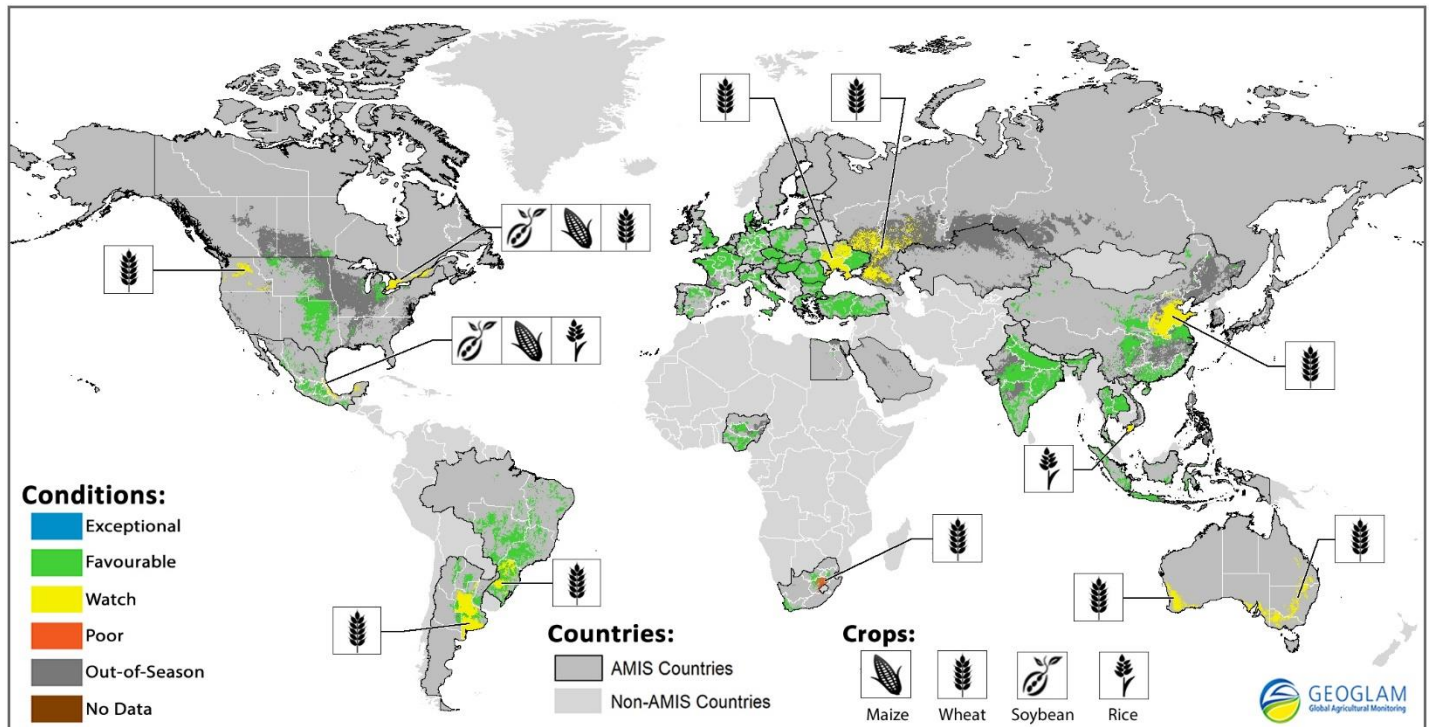 Conditions:
Exceptional
Favourable
Watch
Poor
Out-of-Season
No Data
Countries:
AMIS Countries
Non-AMIS Countries
Crops:
Maize
Wheat
Soybean
Rice
GEOGLAM
Global Agricultural Monitoring